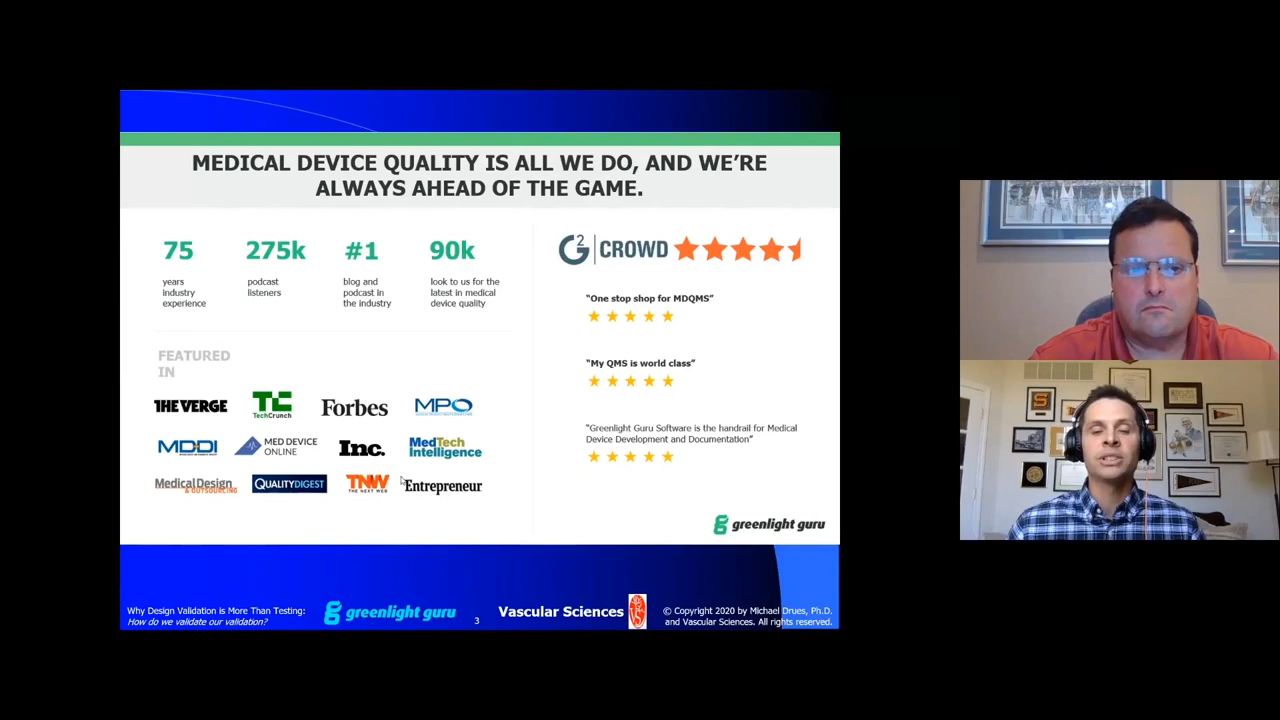 MEDICAL DEVICE QUALITY IS ALL WE DO, AND WE'RE
ALWAYS AHEAD OF THE GAME.
75
years
industry
experience
275k
podcast
listeners
#1
blog and
podcast in
the industry
90k
look to us for the
latest in medical
device quality
FEATURED
IN
THE VERGE
TC
TechCrunch
Forbes
MPO
MDDI
MED DEVICE
ONLINE
Inc.
MedTech
Intelligence
Medical Design
& OUTSOURCING
QUALITY DIGEST
TNW
THE NEXT WEB
Entrepreneur
G2 | CROWD
"One stop shop for MDQMS"
"My QMS is world class"
"Greenlight Guru Software is the handrail for Medical
Device Development and Documentation"
greenlight guru
Why Design Validation is More Than Testing:
How do we validate our validation?
greenlight guru
3
Vascular Sciences
© Copyright 2020 by Michael Drues, Ph.D.
and Vascular Sciences. All rights reserved.